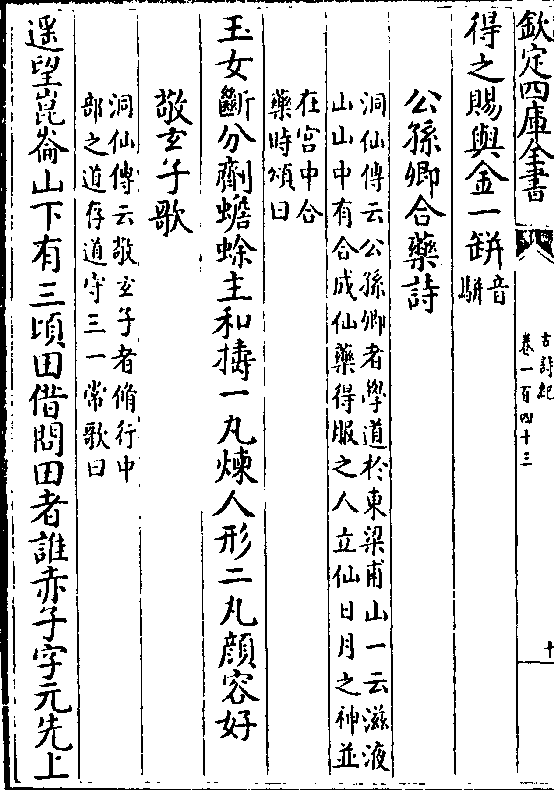 欽定四庫全書
古詩紀
卷一百四十三
十
得之賜與金一缾音
騈
公孫卿合藥詩
洞仙傳云公孫卿者學道於東梁甫山一云滋液
山山中有合成仙藥得服之人立仙日月之神並
在宫中合
藥時頌曰
玉女斷分劑蟾蜍主和擣一丸煉人形二丸顔容好
敬玄子歌
洞仙傳云敬玄子者脩行中
部之道存道守三一常歌曰
遥望崑崙山下有三頃田借問田者誰赤子字元先上